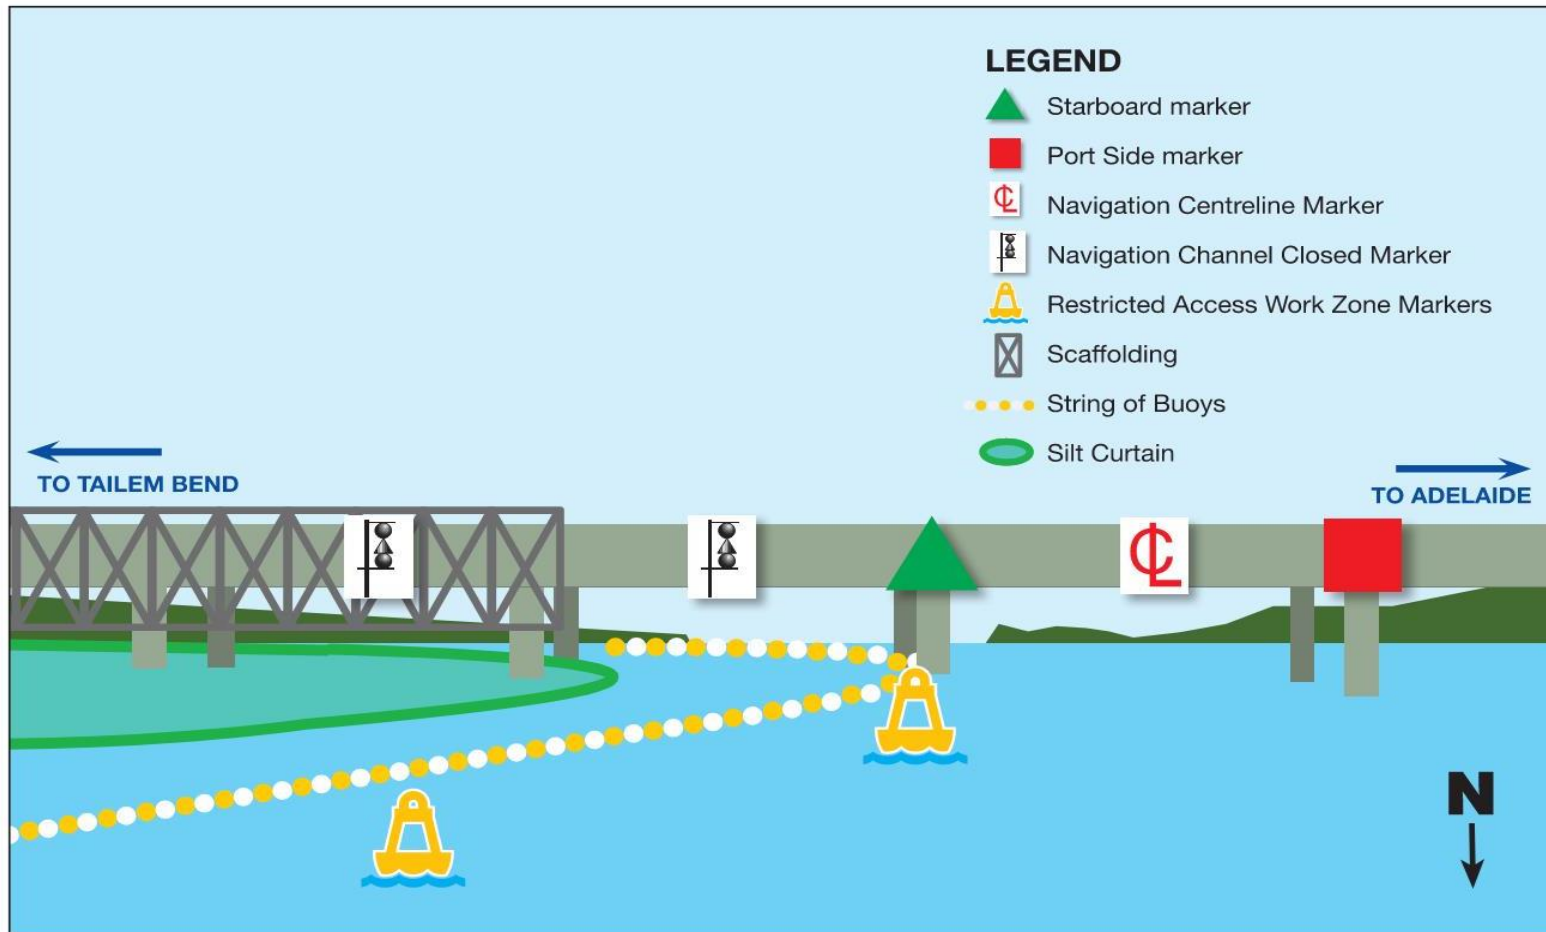 LEGEND
Starboard marker
Port Side marker
Navigation Centreline Marker
Navigation Channel Closed Marker
Restricted Access Work Zone Markers
Scaffolding
String of Buoys
Silt Curtain
TO TAILEM BEND
TO ADELAIDE
CL
N